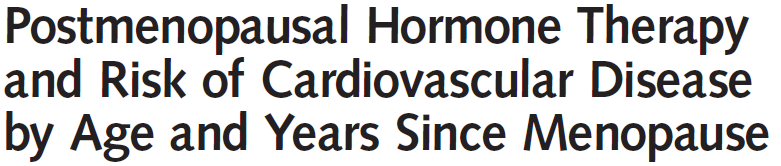 Postmenopausal Hormone Therapy
and Risk of Cardiovascular Disease
by Age and Years Since Menopause